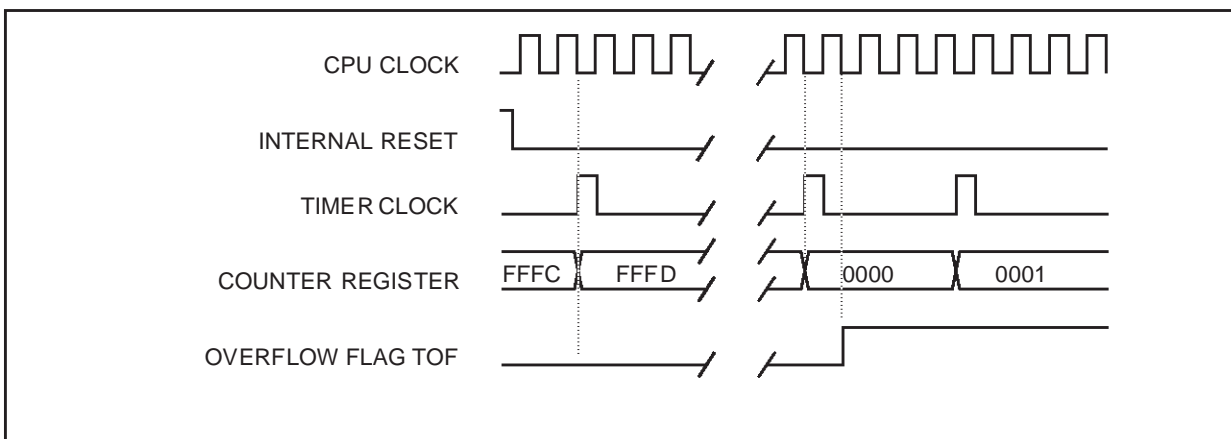 CPU CLOCK
INTERNAL RESET
TIMER CLOCK
COUNTER REGISTER FFFC FFFD 0000 0001
OVERFLOW FLAG TOF